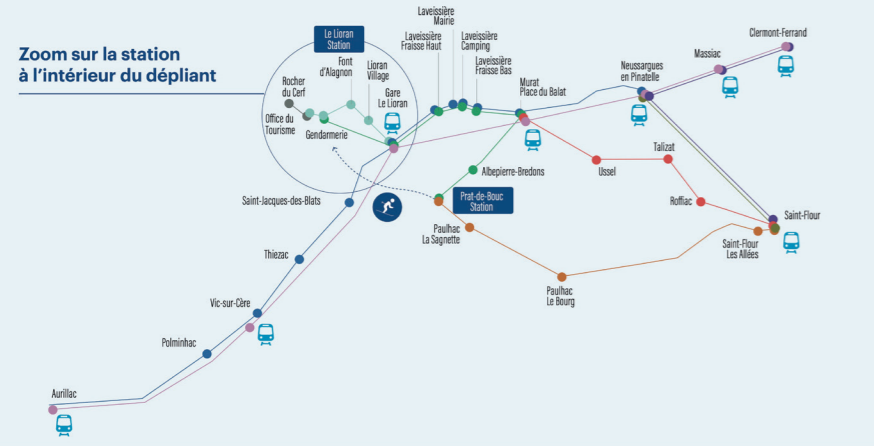 Zoom sur la station
à l'intérieur du dépliant
Le Lioran
Station
Rocher
du Cerf
Font
d'Alagnon
Lioran
Village
Gare
Le Lioran
Office du
Tourisme
Gendarmerie
Laveissière
Fraisse Haut
Laveissière
Mairie
Laveissière
Camping
Laveissière
Fraisse Bas
Murat
Place du Balat
Neussargues
en Pinatelle
Massiac
Clermont-Ferrand
Albepierre-Bredons
Ussel
Talizat
Roffiac
Saint-Flour
Saint-Flour
Les Allées
Prat-de-Bouc
Station
Paulhac
La Sagnette
Paulhac
Le Bourg
Saint-Jacques-des-Blats
Thiezac
Vic-sur-Cère
Polminhac
Aurillac